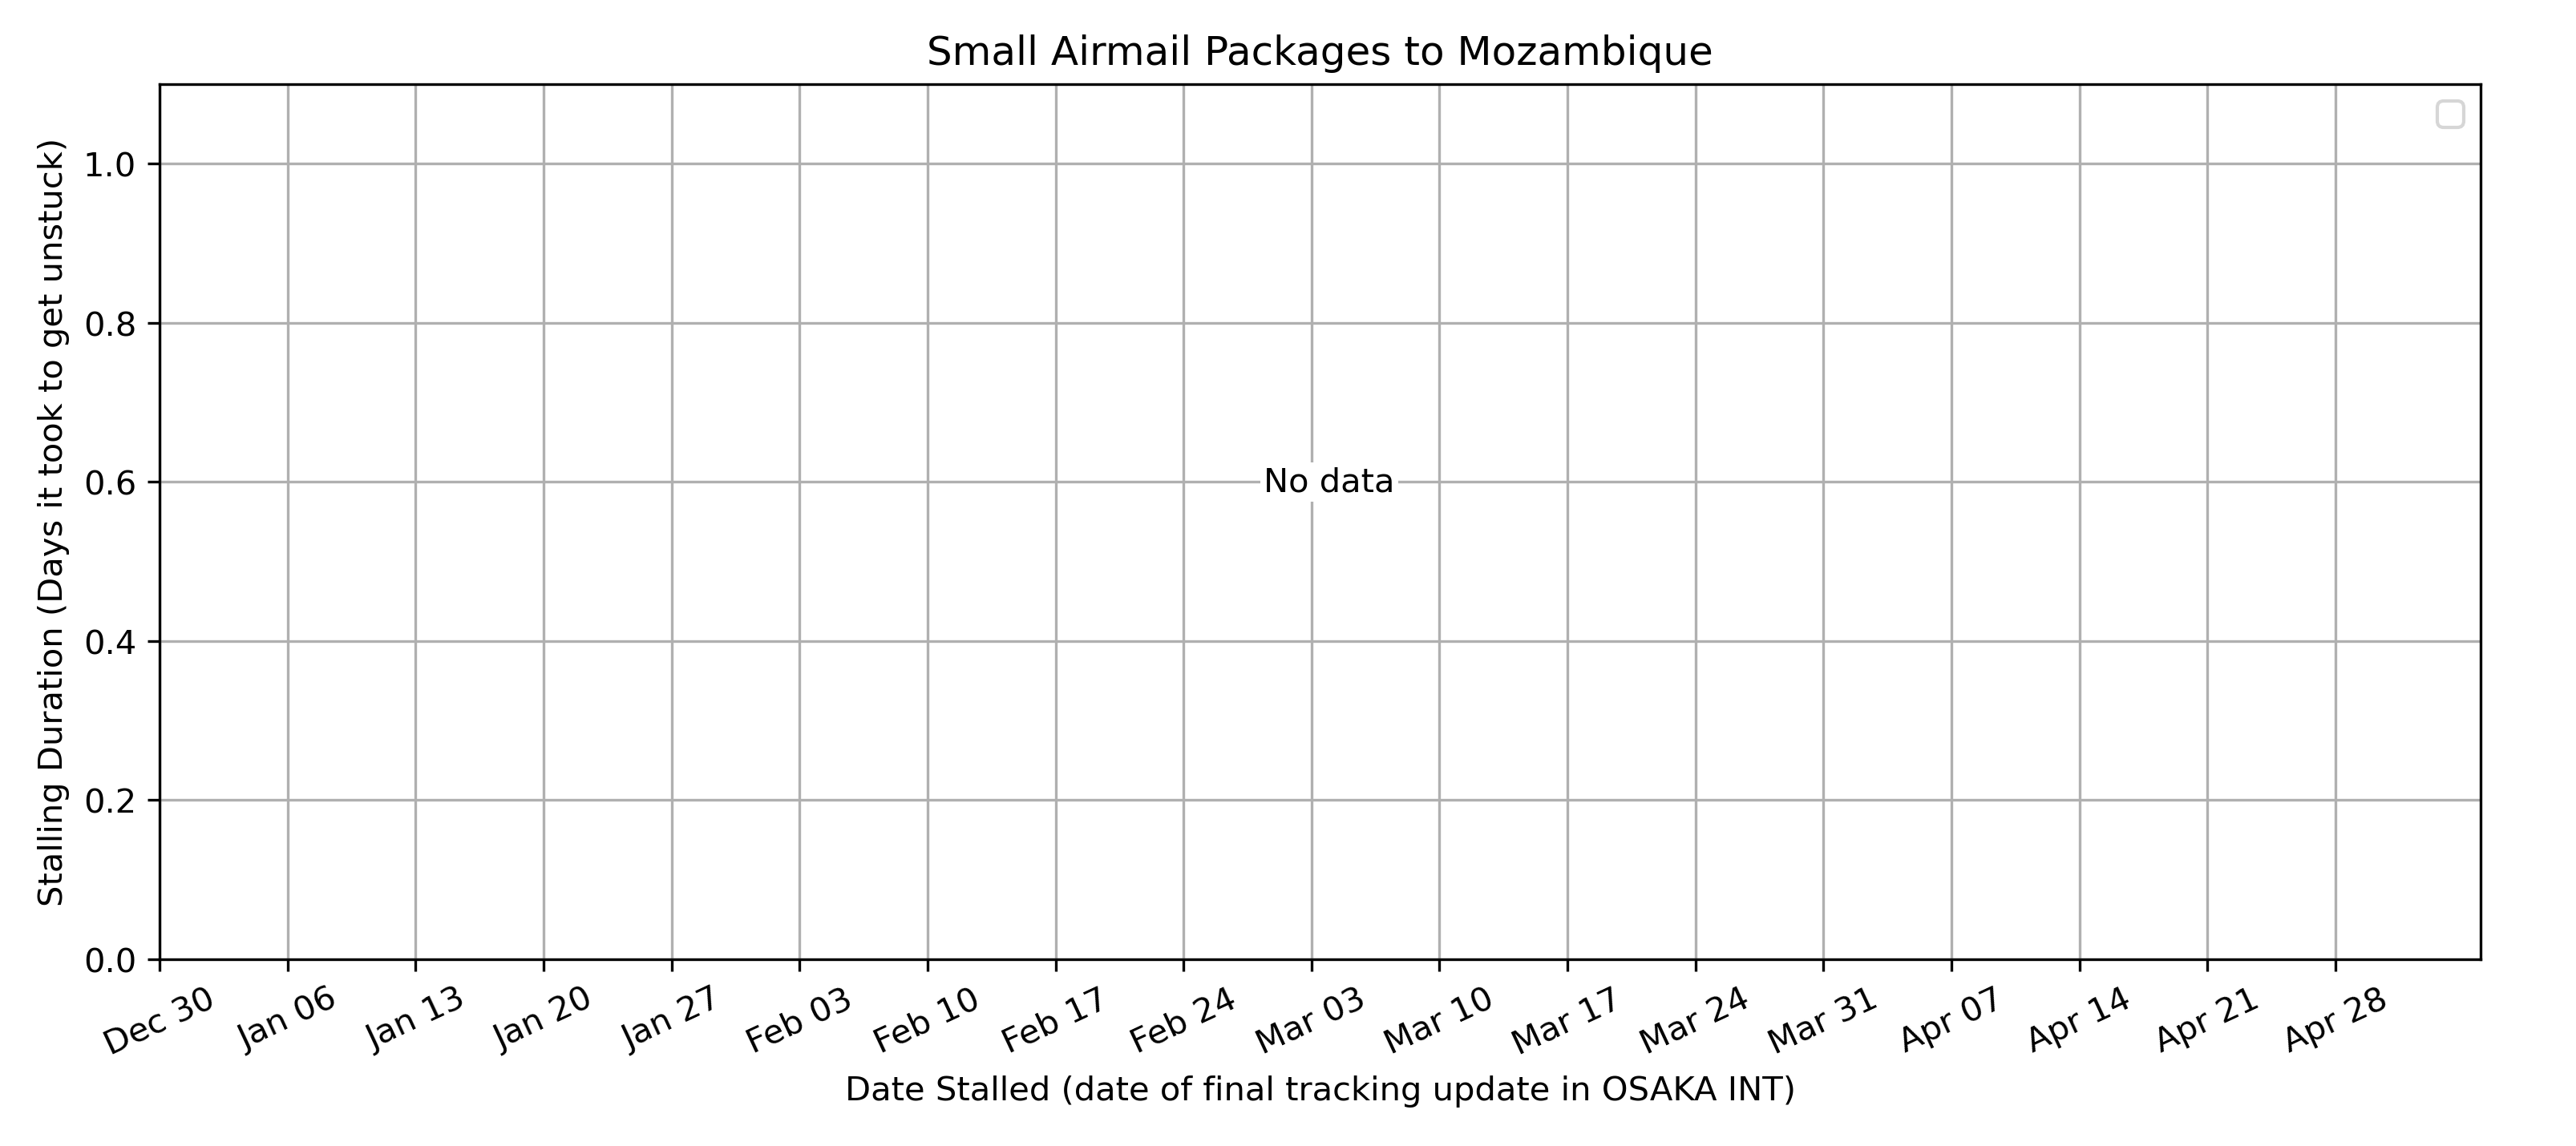 Small Airmail Packages to Mozambique
Stalling Duration (Days it took to get unstuck)
1.0
0.8
0.6
0.4
0.2
0.0
No data
Dec 30
Jan 06
Jan 13
Jan 20
Jan 27
Feb 03
Feb 10
Feb 17
Feb 24
Mar 03
Mar 10
Mar 17
Mar 24
Mar 31
Apr 07
Apr 14
Apr 21
Apr 28
Date Stalled (date of final tracking update in OSAKA INT)